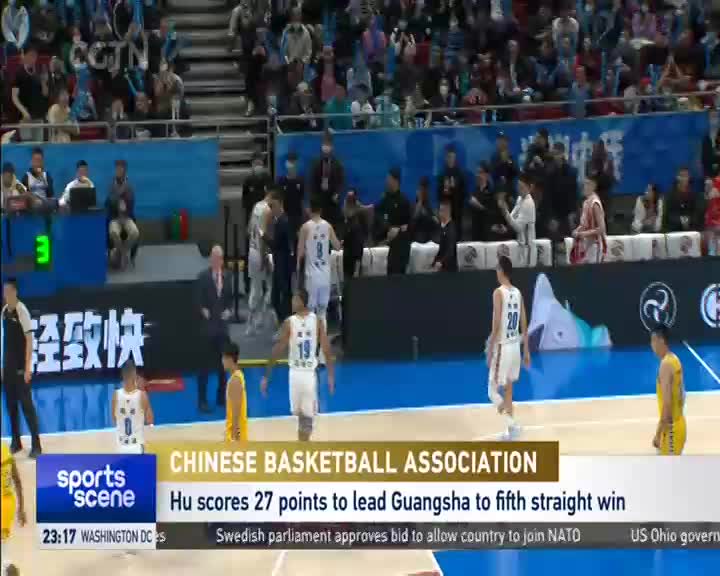 CGTN
3
8
轻致快
19
20
0
CHINESE BASKETBALL ASSOCIATION
sports scene
Hu scores 27 points to lead Guangsha to fifth straight win
23:17 WASHINGTON DC
es Swedish parliament approves bid to allow country to join NATO US Ohio govern